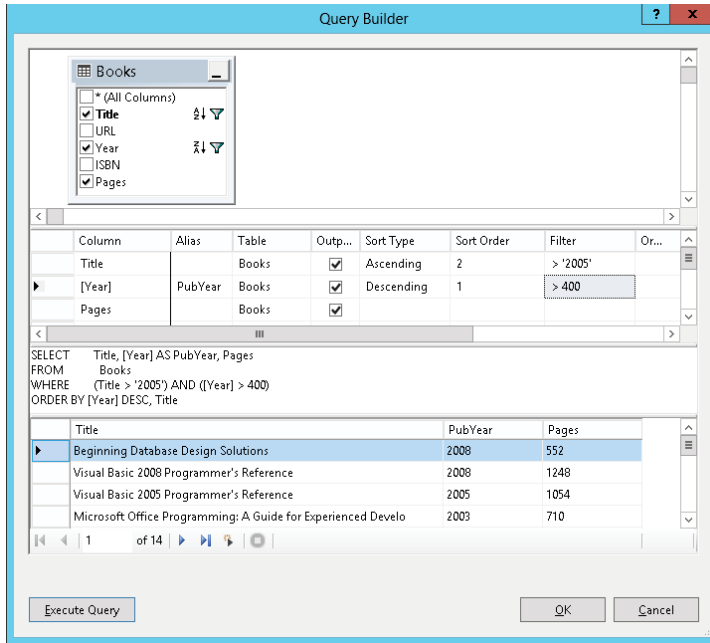 Query Builder
? x
Books
* (All Columns)
Title
URL
Year
ISBN
Pages
Column Alias Table Outp... Sort Type Sort Order Filter Or...
Title Books Ascending 2 > '2005'
[Year] PubYear Books Descending 1 > 400
Pages Books
SELECT Title, [Year] AS PubYear, Pages
FROM Books
WHERE (Title > '2005') AND ([Year] > 400)
ORDER BY [Year] DESC, Title
Title PubYear Pages
Beginning Database Design Solutions 2008 552
Visual Basic 2008 Programmer's Reference 2008 1248
Visual Basic 2005 Programmer's Reference 2005 1054
Microsoft Office Programming: A Guide for Experienced Develo 2003 710
1 of 14
Execute Query OK Cancel